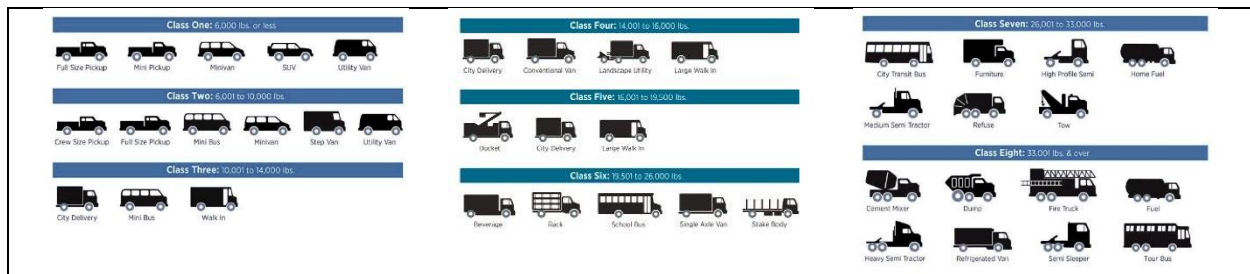 Class One: 6,000 lbs. or less
Full Size Pickup Mini Pickup Minivan SUV Utility Van
Class Two: 6,001 to 10,000 lbs.
Crew Size Pickup Full Size Pickup Mini Bus Minivan Step Van Utility Van
Class Three: 10,001 to 14,000 lbs.
City Delivery Mini Bus Walk In
Class Four: 14,001 to 16,000 lbs.
City Delivery Conventional Van Landscape Utility Large Walk In
Class Five: 16,001 to 19,500 lbs.
Bucket City Delivery Large Walk In
Class Six: 19,501 to 26,000 lbs.
Beverage Rack School Bus Single Axle Van Stake Body
Class Seven: 26,001 to 33,000 lbs.
City Transit Bus Furniture High Profile Semi Home Fuel
Medium Semi Tractor Refuse Tow
Class Eight: 33,001 lbs. & over
Cement Mixer Dump Fire Truck Fuel
Heavy Semi Tractor Refrigerated Van Semi Sleeper Tour Bus